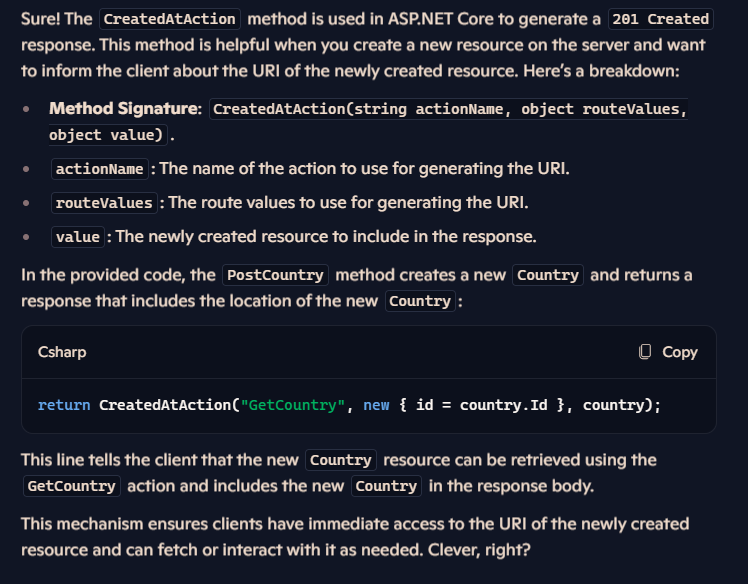 Sure! The CreatedAtAction method is used in ASP.NET Core to generate a 201 Created
response. This method is helpful when you create a new resource on the server and want
to inform the client about the URI of the newly created resource. Here’s a breakdown:
• Method Signature: CreatedAtAction(string actionName, object routeValues,
object value) .
• actionName : The name of the action to use for generating the URI.
• routeValues : The route values to use for generating the URI.
• value : The newly created resource to include in the response.
In the provided code, the PostCountry method creates a new Country and returns a
response that includes the location of the new Country :
Csharp
Copy
return CreatedAtAction("GetCountry", new { id = country.Id }, country);
This line tells the client that the new Country resource can be retrieved using the
GetCountry action and includes the new Country in the response body.
This mechanism ensures clients have immediate access to the URI of the newly created
resource and can fetch or interact with it as needed. Clever, right?